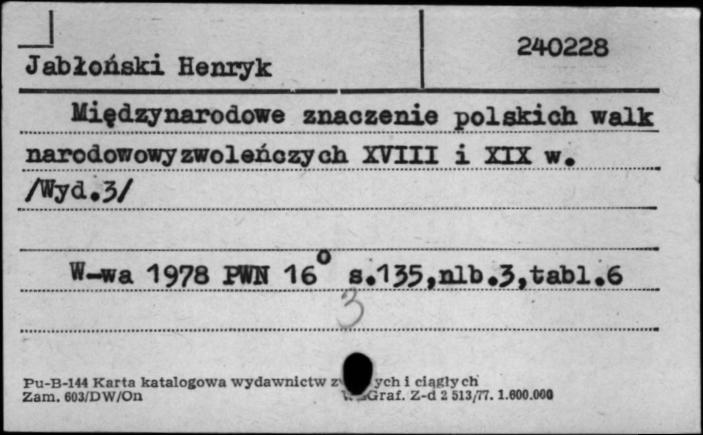 240228
Jabłoński Henryk
Międzynarodowe znaczenie polskich walk
narodowowyzwoleńczych XVIII i XIX w.
/Wyd.3/
W-wa 1978 PWN 16° s.135,nlb.3,tabl.6
3
Pu-B-144 Karta katalogowa wydawnictw i ciągłych
Zam. 603/DW/On Graf. Z-d 2 513/77. 1.600.000